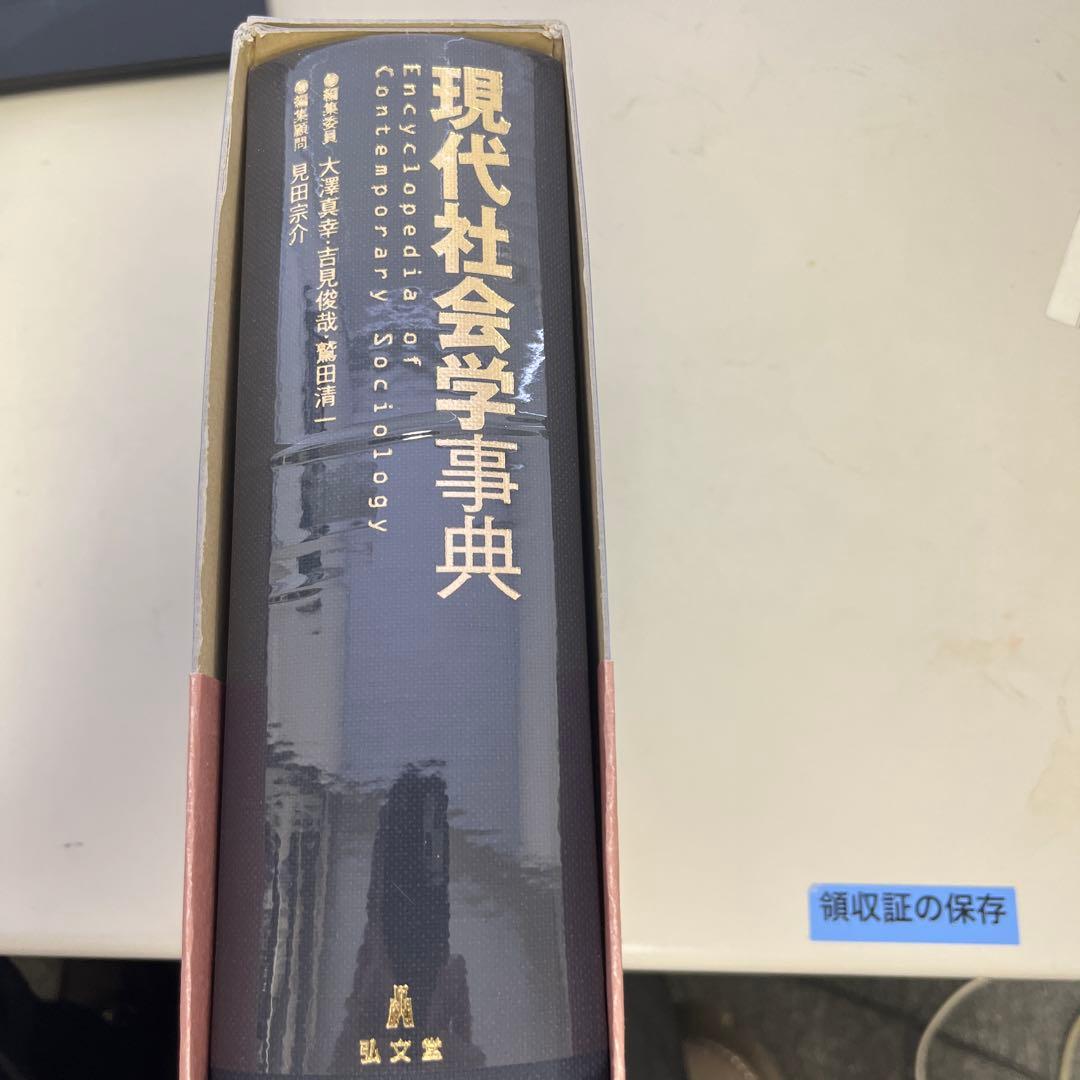 現代社会学事典
Encyclopedia of
Contemporary Sociology
●編集委員 大澤真幸・吉見俊哉・鷲田清一
●編集顧問 見田宗介
弘文堂
領収証の保存